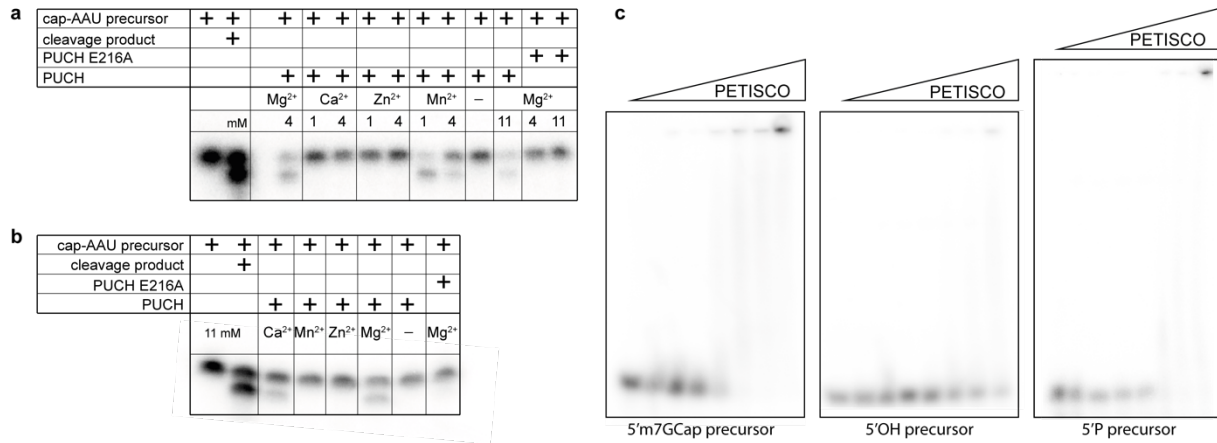 a
cap-AAU precursor + + + + + + + + + + + + +
cleavage product +
PUCH E216A + +
PUCH + + + + + + + + +
Mg²⁺ Ca²⁺ Zn²⁺ Mn²⁺ – Mg²⁺
mM 4 1 4 1 4 1 4 11 4 11
b
cap-AAU precursor + + + + + + + +
cleavage product +
PUCH E216A +
PUCH + + + + +
11 mM Ca²⁺ Mn²⁺ Zn²⁺ Mg²⁺ – Mg²⁺
c
PETISCO
PETISCO
PETISCO
5'm7GCap precursor
5'OH precursor
5'P precursor